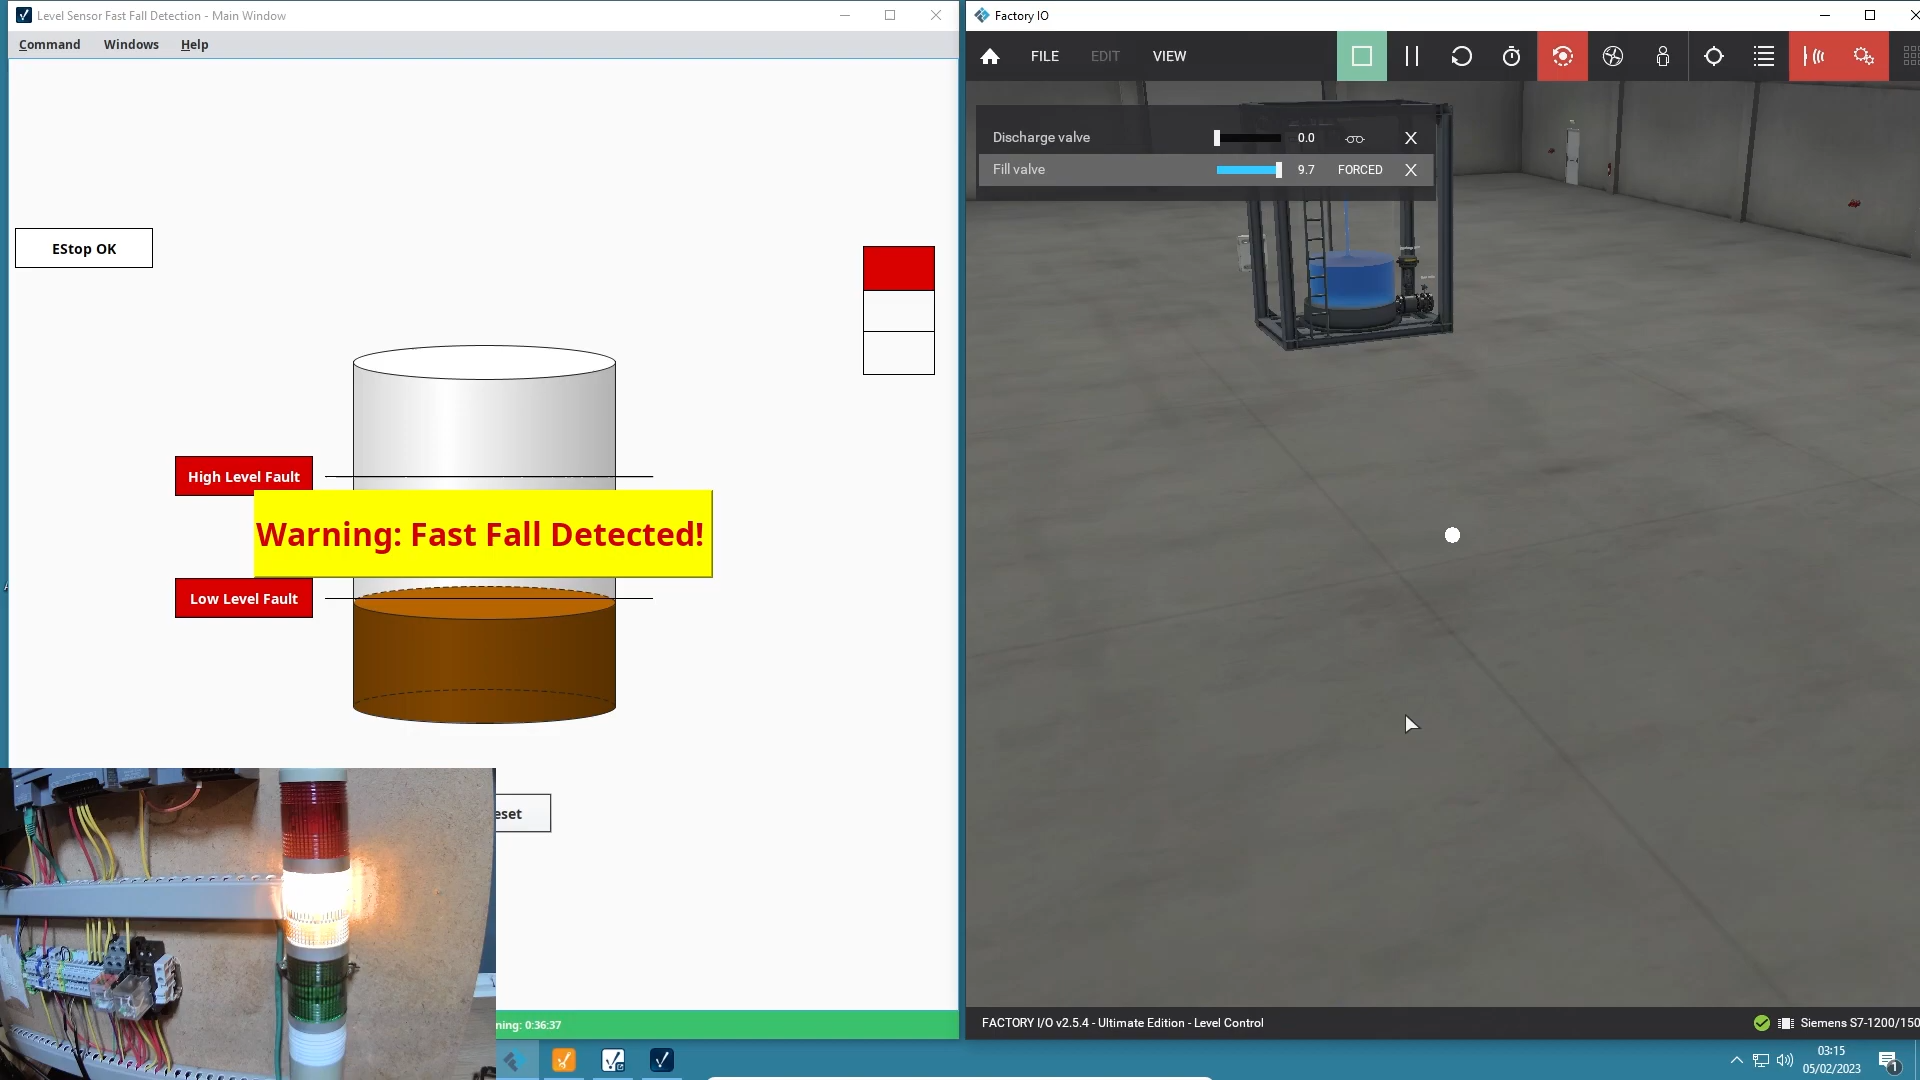 Level Sensor Fast Fall Detection - Main Window
Command Windows Help
EStop OK
High Level Fault
Warning: Fast Fall Detected!
Low Level Fault
eset
ning: 0:36:37
Factory IO
FILE EDIT VIEW
Discharge valve 0.0 X
Fill valve 9.7 FORCED X
FACTORY I/O v2.5.4 - Ultimate Edition - Level Control
Siemens S7-1200/150
03:15
05/02/2023
1